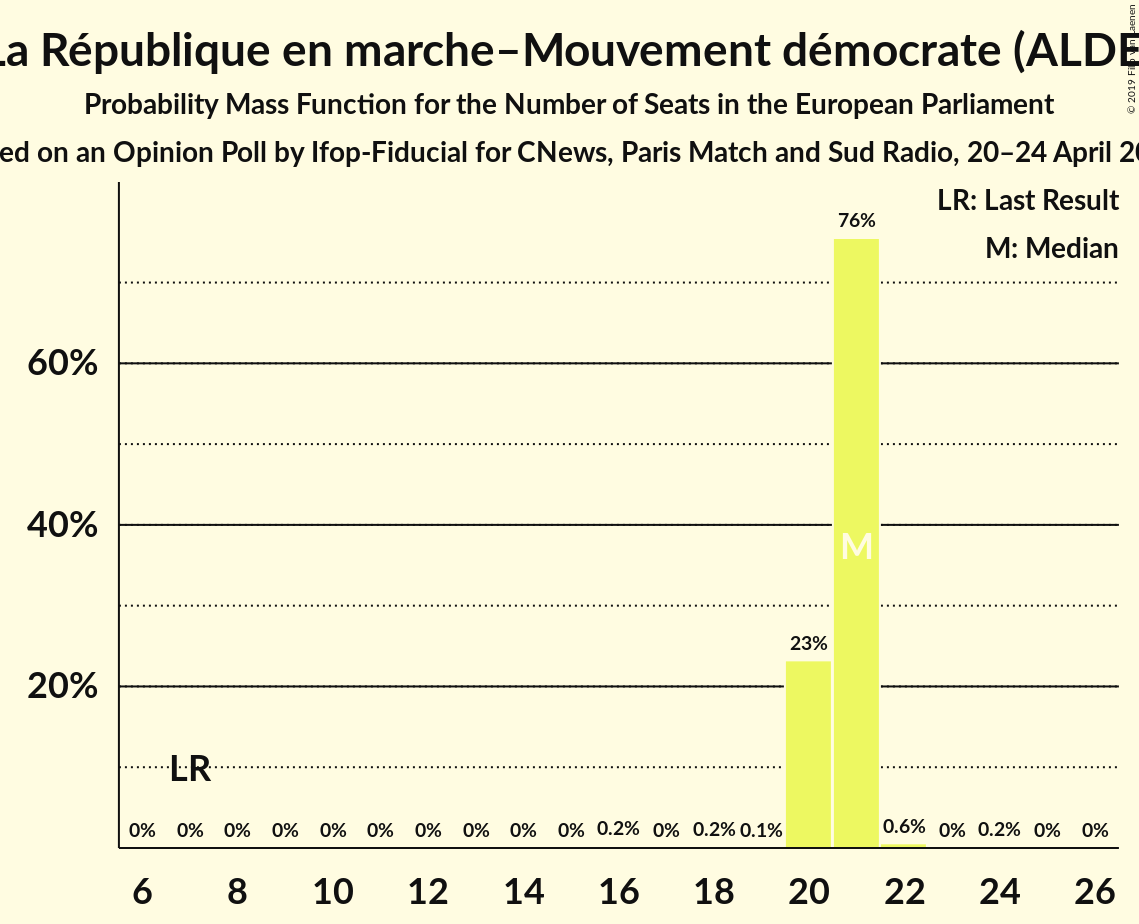 La République en marche–Mouvement démocrate (ALDE
Probability Mass Function for the Number of Seats in the European Parliament
on an Opinion Poll by Ifop-Fiducial for CNews, Paris Match and Sud Radio, 20–24 April
© 2019
LR: Last Result
M: Median
76%
60%
40%
M
23%
20%
LR
0% 0% 0% 0% 0% 0% 0% 0% 0% 0% 0.2% 0% 0.2% 0.1% 0.6% 0% 0.2% 0% 0%
6 8 10 12 14 16 18 20 22 24 26